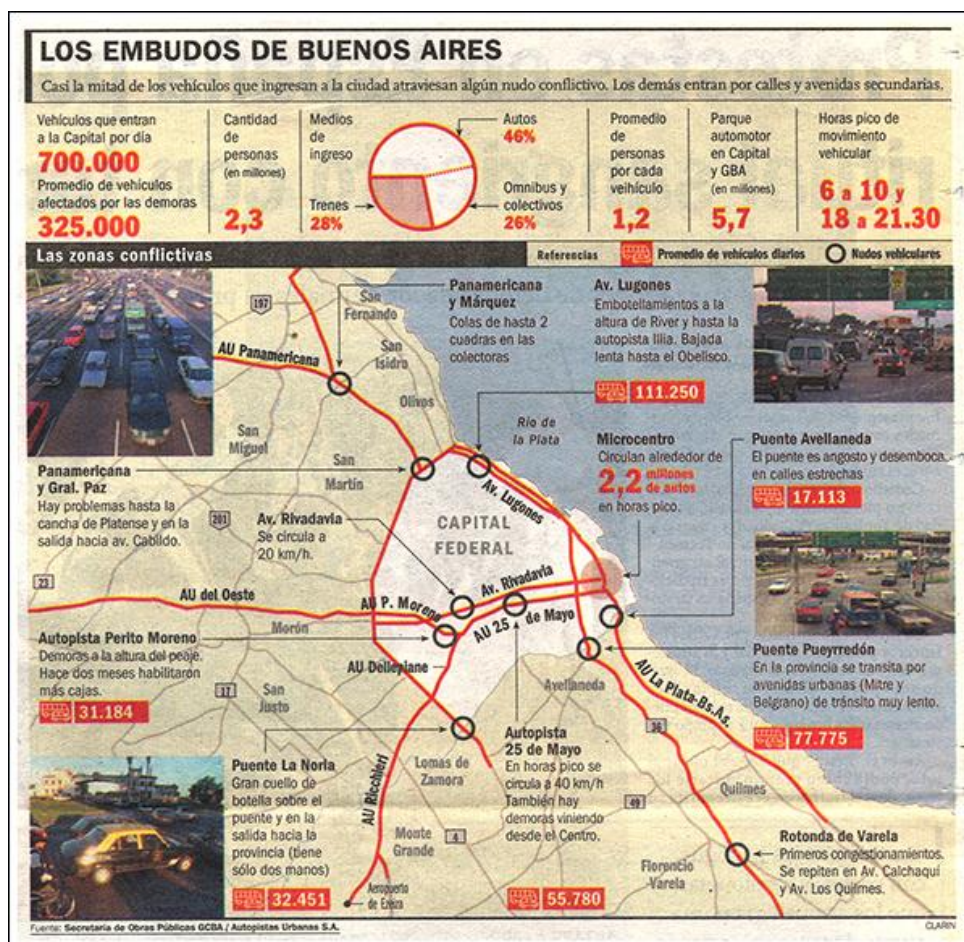 LOS EMBUDOS DE BUENOS AIRES
Casi la mitad de los vehículos que ingresan a la ciudad atraviesan algún nudo conflictivo. Los demás entran por calles y avenidas secundarias.
Vehículos que entran
a la Capital por día
700.000
Promedio de vehículos
afectados por las demoras
325.000
Cantidad
de
personas
(en millones)
2,3
Medios
de
ingreso
Autos
46%
Trenes
28%
Omnibus y
colectivos
26%
Promedio
de
personas
por cada
veihículo
1,2
Parque
automotor
en Capital
y GBA
(en millones)
5,7
Horas pico de
movimiento
vehicular
6 a 10 y
18 a 21.30
Las zonas conflictivas
Referencias
Promedio de vehículos diarios
Nudos vehiculares
197
San
Fernando
AU Panamericana
San
Isidro
Olivos
San
Miguel
San
Martín
Panamericana
y Márquez
Colas de hasta 2
cuadras en las
colectoras
Av. Lugones
Embotellamientos a la
altura de River y hasta la
autopista Illia. Bajada
lenta hasta el Obelisco.
111.250
Río de
la Plata
Panamericana
y Gral. Paz
Hay problemas hasta la
cancha de Platense y en la
salida hacia av. Cabildo.
201
Av. Rivadavia
Se circula a
20 km/h.
Av. Lugones
CAPITAL
FEDERAL
Microcentro
Circulan alrededor de
2,2 millones
de autos
en horas pico.
Puente Avellaneda
El puente es angosto y desemboca
en calles estrechas
17.113
23
AU del Oeste
Morón
AU P. Moreno
Av. Rivadavia
AU 25 de Mayo
AU Dellepiane
Autopista Perito Moreno
Demoras a la altura del peaje.
Hace dos meses habilitaron
más cajas.
31.184
17
San
Justo
Avellaneda
AU La Plata-Bs.As.
Puente Pueyrredón
En la provincia se transita por
avenidas urbanas (Mitre y
Belgrano) de tránsito muy lento.
77.775
36
Puente La Noria
Gran cuello de
botella sobre el
puente y en la
salida hacia la
provincia (tiene
sólo dos manos)
32.451
AU Ricchieri
Lomas de
Zamora
Monte
Grande
4
Aeropuerto
de Ezeiza
Autopista
25 de Mayo
En horas pico se
circula a 40 km/h
También hay
demoras viniendo
desde el Centro.
55.780
49
Quilmes
Florencio
Varela
Rotonda de Varela
Primeros congestionamientos.
Se repiten en Av. Calchaquí
y Av. Los Quilmes.
Fuente: Secretaría de Obras Públicas GCBA / Autopistas Urbanas S.A.
CLARIN